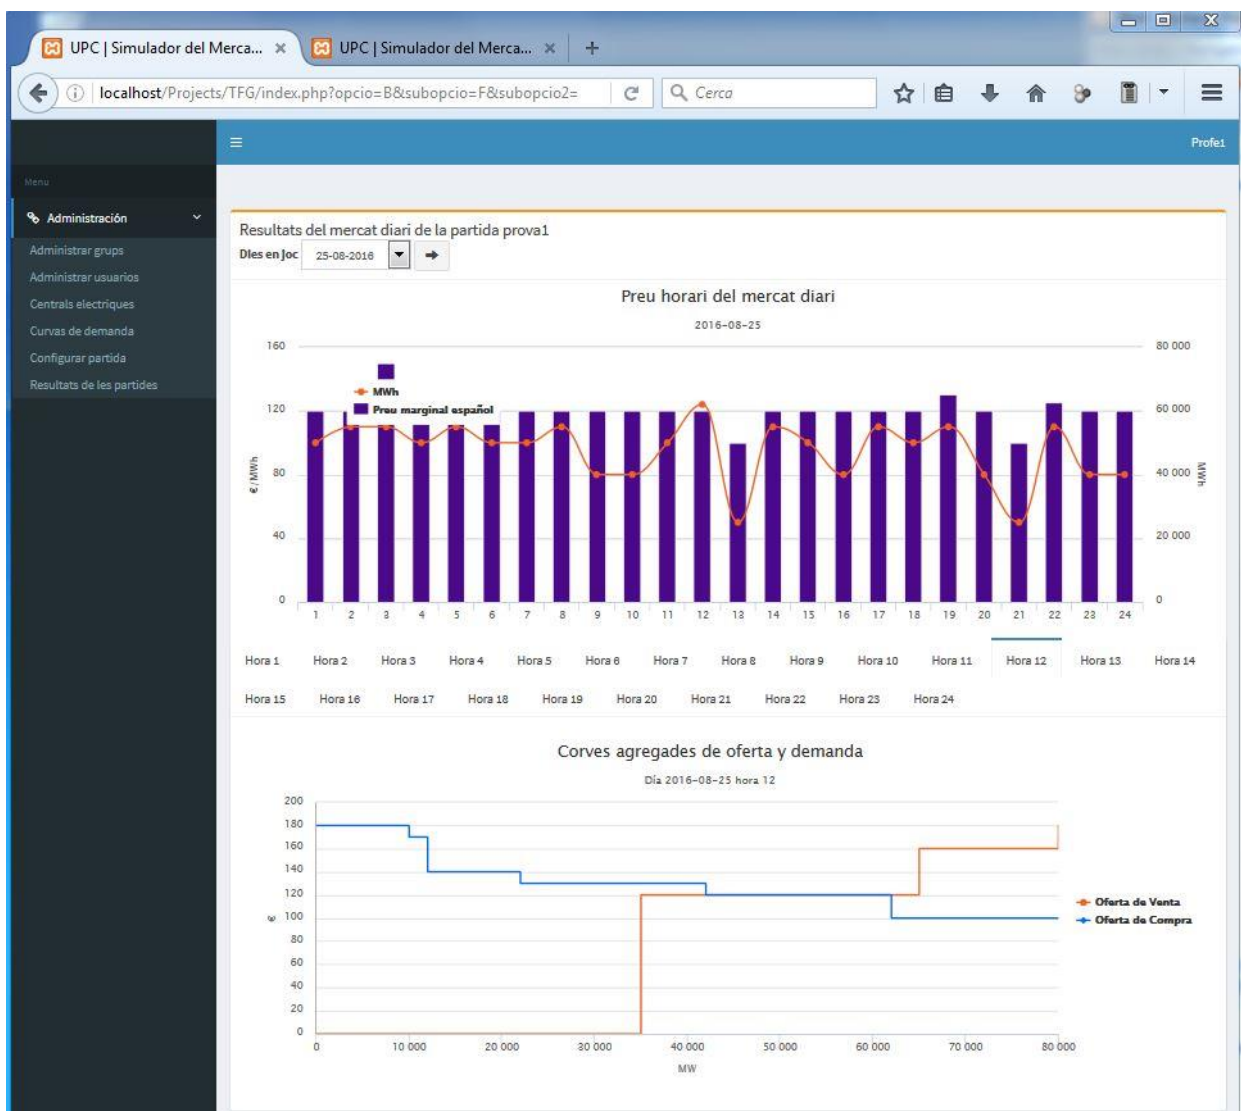 UPC | Simulador del Merca... ×
UPC | Simulador del Merca... ×
+
localhost/Projects/TFG/index.php?opcio=B&subopcio=F&subopcio2=
Cerca
Profe1
Menu
Administración
Administrar grups
Administrar usuarios
Centrals electriques
Curvas de demanda
Configurar partida
Resultats de les partides
Resultats del mercat diari de la partida prova1
Dies en Joc 25-08-2016
Preu horari del mercat diari
2016-08-25
160 80 000
MWh
Preu marginal español
120 60 000
80 40 000
€/MWh
MWh
40 20 000
0 0
1 2 3 4 5 6 7 8 9 10 11 12 13 14 15 16 17 18 19 20 21 22 23 24
Hora 1 Hora 2 Hora 3 Hora 4 Hora 5 Hora 6 Hora 7 Hora 8 Hora 9 Hora 10 Hora 11 Hora 12 Hora 13 Hora 14
Hora 15 Hora 16 Hora 17 Hora 18 Hora 19 Hora 20 Hora 21 Hora 22 Hora 23 Hora 24
Corves agregades de oferta y demanda
Día 2016-08-25 hora 12
200
180
160
140
120
100
80
60
40
20
0
€
Oferta de Venta
Oferta de Compra
0 10 000 20 000 30 000 40 000 50 000 60 000 70 000 80 000
MW